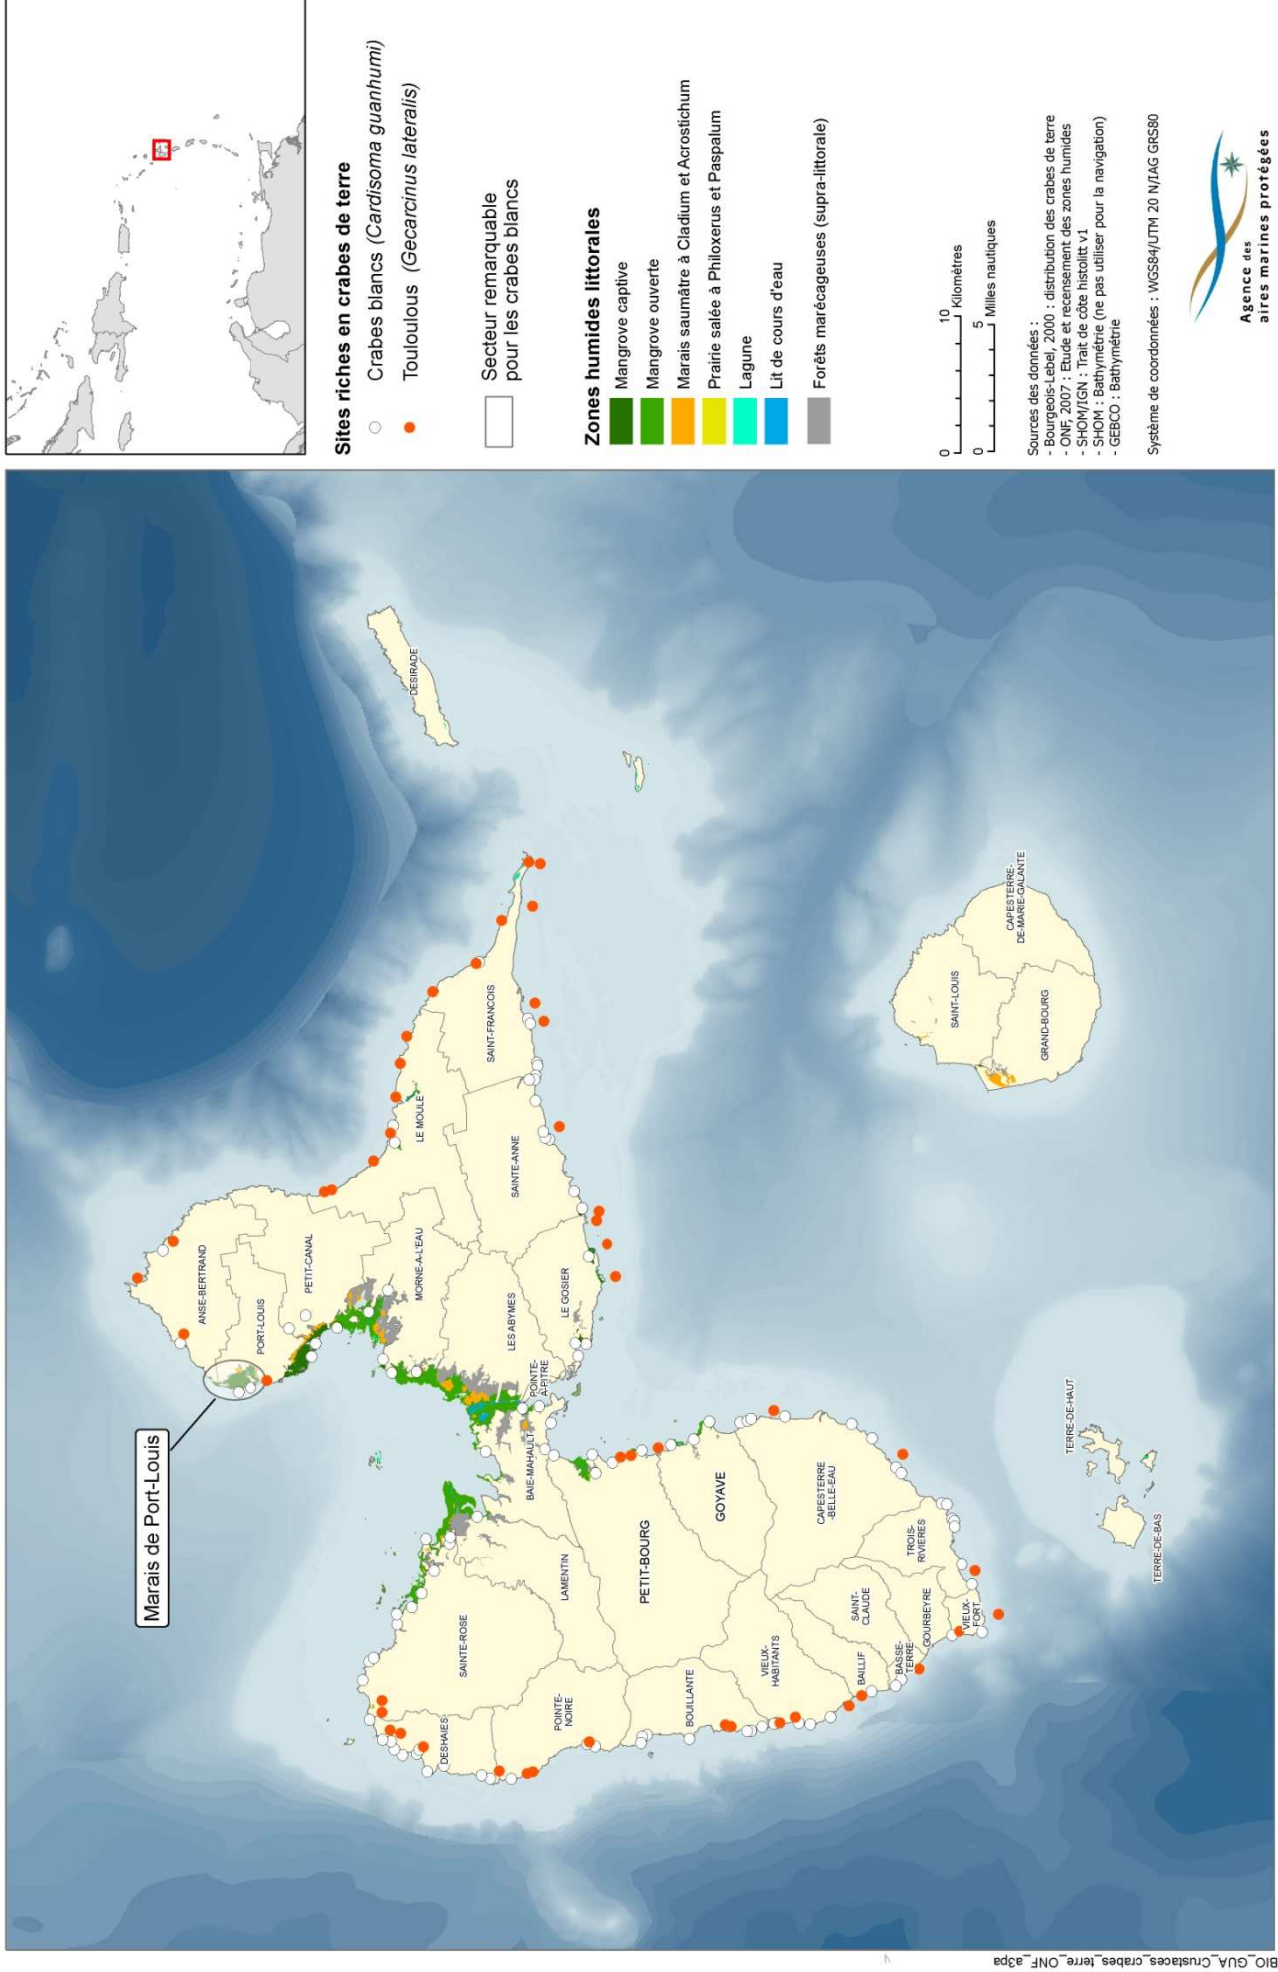 Marais de Port-Louis
ANSE-BERTRAND
PORT-LOUIS
PETIT-CANAL
MORNE-A-L'EAU
LE MOULE
LES ABYMES
SAINTE-ANNE
SAINT-FRANCOIS
LE GOSIER
POINTE-
A-PITRE
BAIE-MAHAULT
DESIRADE
SAINTE-ROSE
LAMENTIN
DESHAIES
POINTE-
NOIRE
PETIT-BOURG
GOYAVE
BOUILLANTE
VIEUX-
HABITANTS
CAPESTERRE
-BELLE-EAU
SAINT-
CLAUDE
BAILLIF
BASSE-
TERRE
GOURBEYRE
TROIS-
RIVIERES
VIEUX-
FORT
TERRE-DE-HAUT
TERRE-DE-BAS
SAINT-LOUIS
GRAND-BOURG
CAPESTERRE-
DE-MARIE-GALANTE
Sites riches en crabes de terre
Crabes blancs (Cardisoma guanhumi)
Touloulous (Gecarcinus lateralis)
Secteur remarquable
pour les crabes blancs
Zones humides littorales
Mangrove captive
Mangrove ouverte
Marais saumâtre à Cladium et Acrostichum
Prairie salée à Philoxerus et Paspalum
Lagune
Lit de cours d'eau
Forêts marécageuses (supra-littorale)
0 10
Kilomètres
0 5
Milles nautiques
Sources des données :
- Bourgeois-Lebel, 2000 : distribution des crabes de terre
- ONF, 2007 : Etude et recensement des zones humides
- SHOM/IGN : Trait de côte histolitt v1
- SHOM : Bathymétrie (ne pas utiliser pour la navigation)
- GEBCO : Bathymétrie
Système de coordonnées : WGS84/UTM 20 N/IAG GRS80
Agence des
aires marines protégées
BIO_GUA_Crustaces_crabes_terre_ONF_a3pa